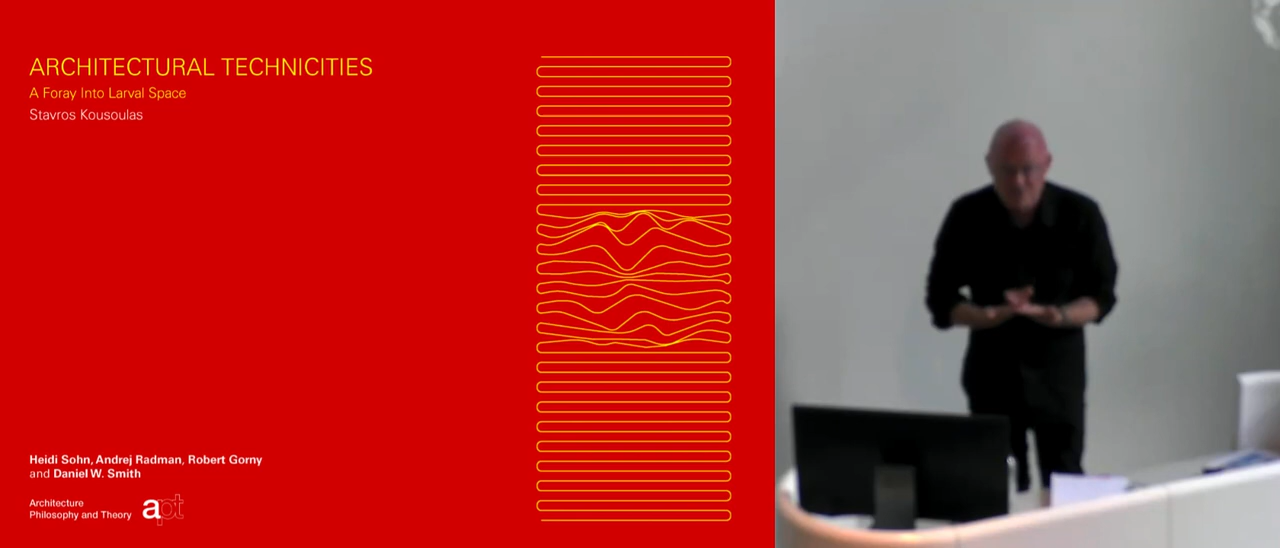 ARCHITECTURAL TECHNICITIES
A Foray Into Larval Space
Stavros Kousoulas
Heidi Sohn, Andrej Radman, Robert Gorny
and Daniel W. Smith
Architecture
Philosophy and Theory
apt